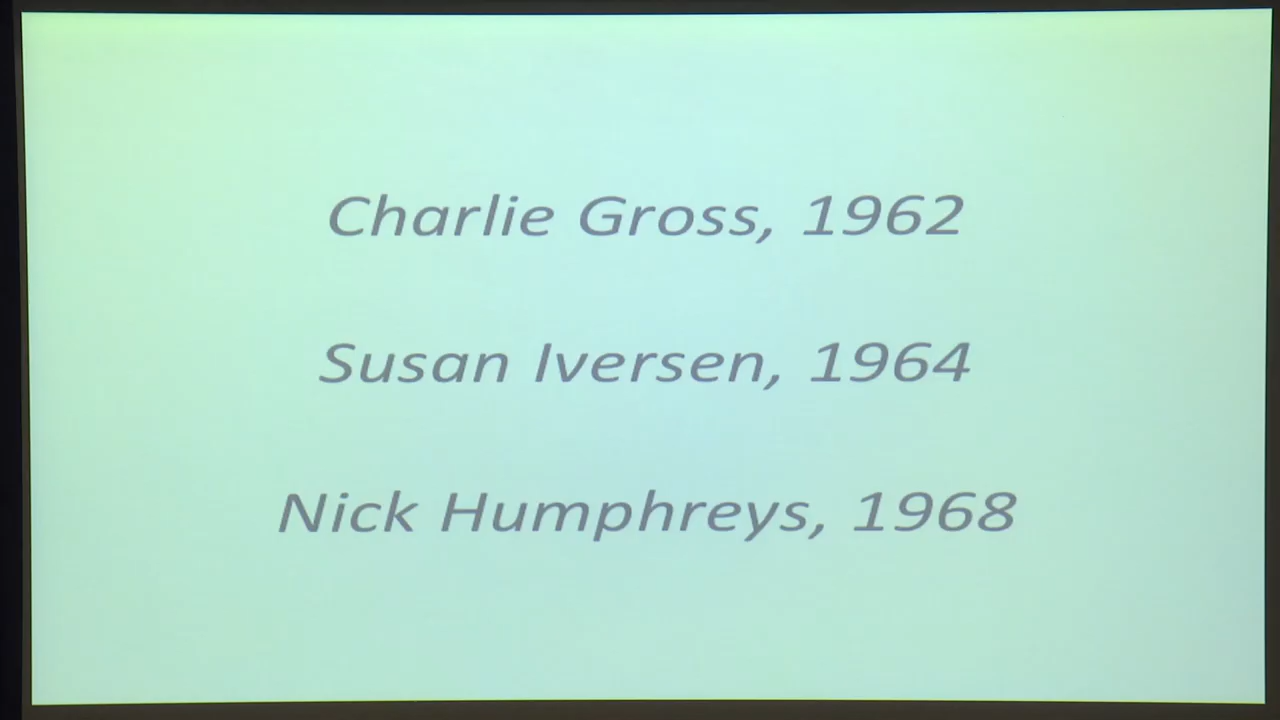 Charlie Gross, 1962
Susan Iversen, 1964
Nick Humphreys, 1968